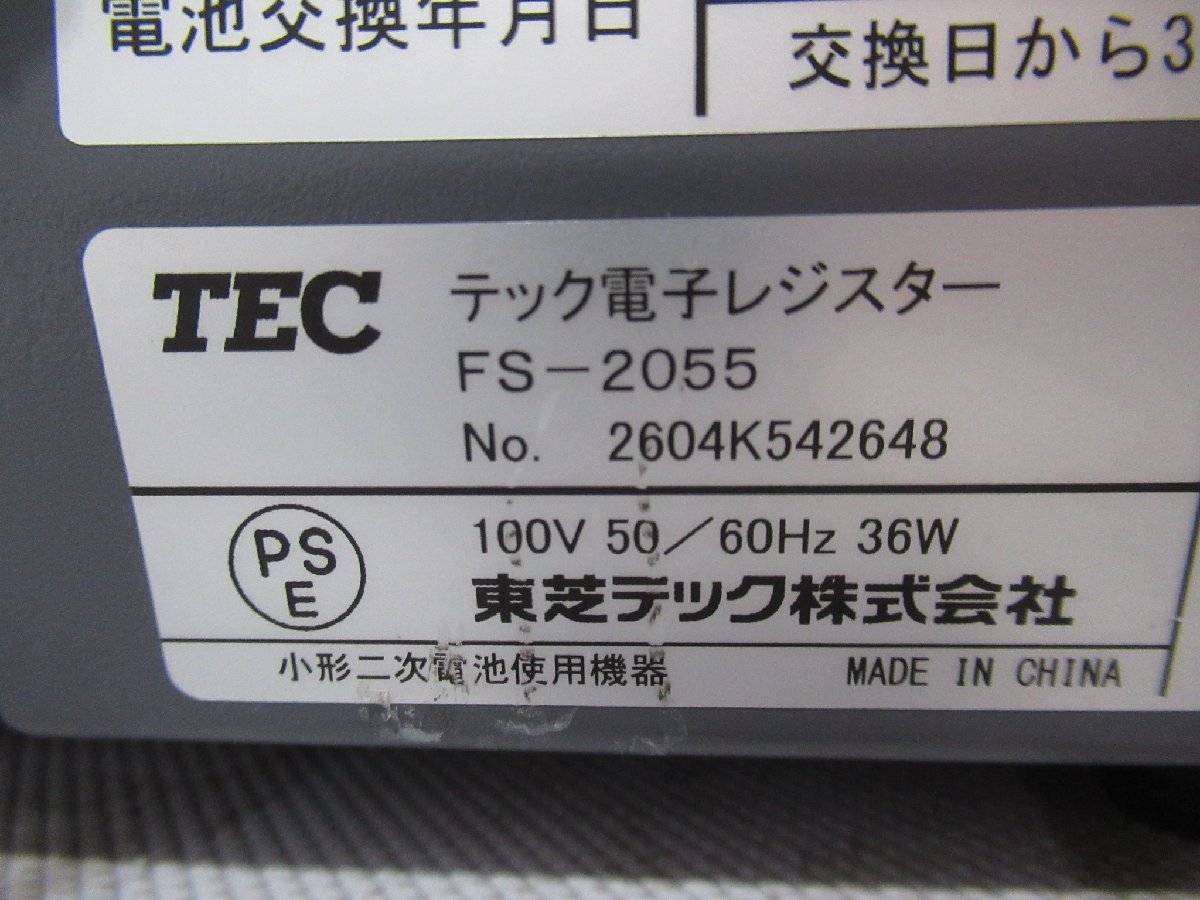 電池交換年月日
交換日から3
TEC
テック電子レジスター
FS-2055
No. 2604K542648
PS
E
100V 50／60Hz 36W
東芝テック株式会社
小形二次電池使用機器
MADE IN CHINA